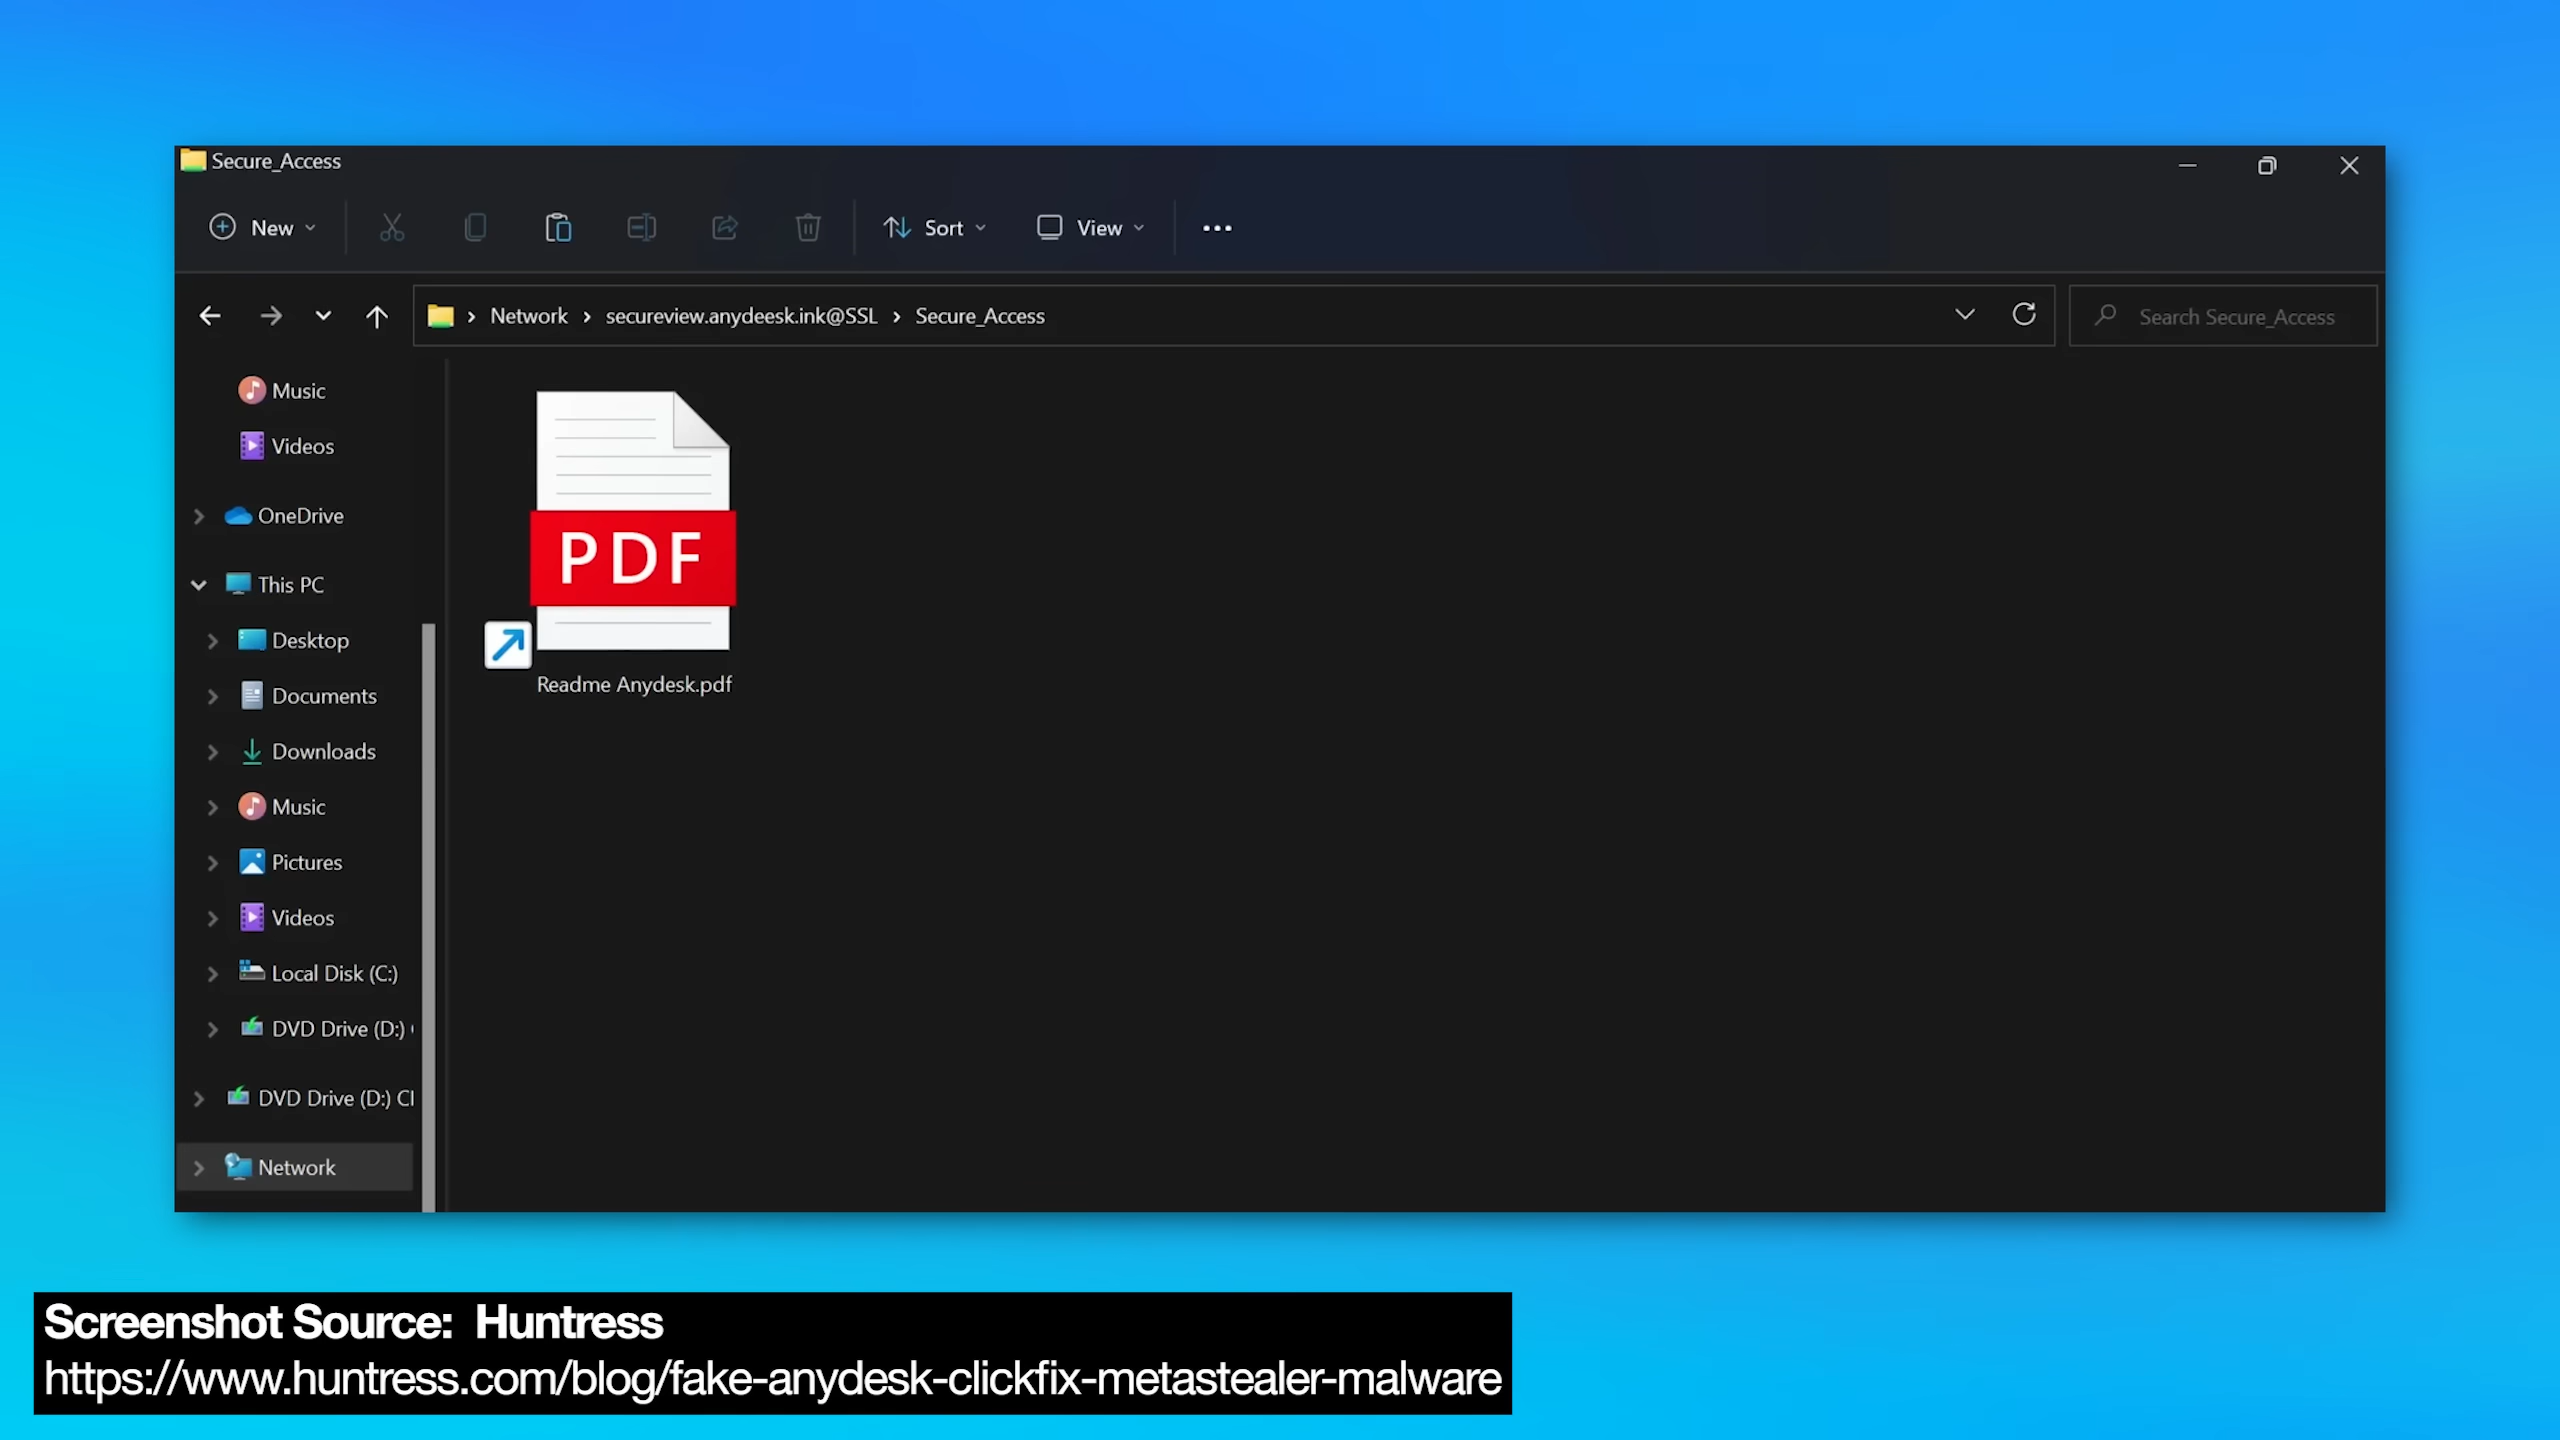 Secure_Access
New
Sort
View
Network
secureview.anydeesk.ink@SSL
Secure_Access
Search Secure_Access
Music
Videos
OneDrive
This PC
Desktop
Documents
Downloads
Music
Pictures
Videos
Local Disk (C:)
DVD Drive (D:)
DVD Drive (D:) Cl
Network
PDF
Readme Anydesk.pdf
Screenshot Source: Huntress
https://www.huntress.com/blog/fake-anydesk-clickfix-metastealer-malware